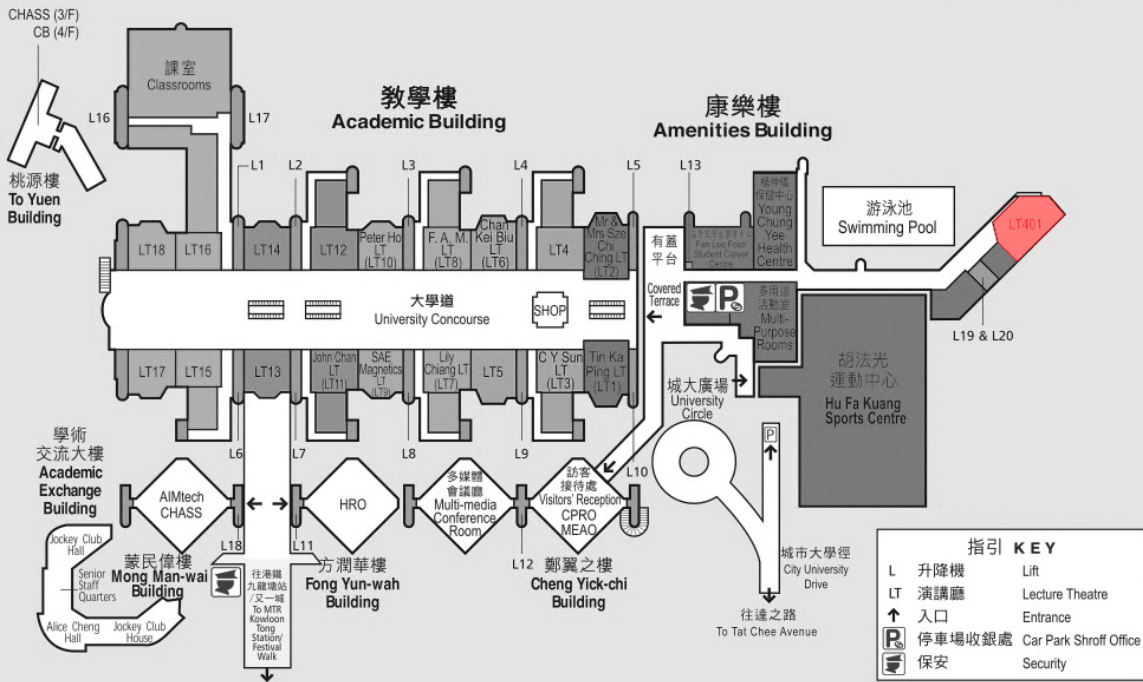 CHASS (3/F)
CB (4/F)
課室
Classrooms
L16
L17
桃源樓
To Yuen
Building
教學樓
Academic Building
康樂樓
Amenities Building
L1
L2
L3
L4
L5
L13
楊仲儀
保健中心
Young
Chung
Yee
Health
Centre
游泳池
Swimming Pool
LT401
LT18
LT16
LT14
LT12
Peter Ho
LT
(LT10)
F. A. M.
LT
(LT8)
Chan
Kei Biu
LT
(LT6)
LT4
Mr &
Mrs Sze
Chi
Ching LT
(LT2)
有蓋
平台
Covered
Terrace
Fan Lee Foon
Student Career
Centre
大學道
University Concourse
SHOP
P
多用途
活動室
Multi-
Purpose
Rooms
L19 & L20
LT17
LT15
LT13
John Chan
LT
(LT11)
SAE
Magnetics
LT
(LT9)
Lily
Chiang LT
(LT7)
LT5
C Y Sun
LT
(LT3)
Tin Ka
Ping LT
(LT1)
城大廣場
University
Circle
胡法光
運動中心
Hu Fa Kuang
Sports Centre
P
學術
交流大樓
Academic
Exchange
Building
L6
L7
L8
L9
L10
AIMtech
CHASS
HRO
多媒體
會議廳
Multi-media
Conference
Room
訪客
接待處
Visitors' Reception
CPRO
MEAO
L18
L11
L12
Jockey Club
Hall
Senior
Staff
Quarters
Alice Cheng
Hall
Jockey Club
House
蒙民偉樓
Mong Man-wai
Building
往港鐵
九龍塘站
/又一城
To MTR
Kowloon
Tong
Station/
Festival
Walk
方潤華樓
Fong Yun-wah
Building
鄭翼之樓
Cheng Yick-chi
Building
城市大學徑
City University
Drive
往達之路
To Tat Chee Avenue
指引 KEY
L 升降機 Lift
LT 演講廳 Lecture Theatre
入口 Entrance
P 停車場收銀處 Car Park Shroff Office
保安 Security